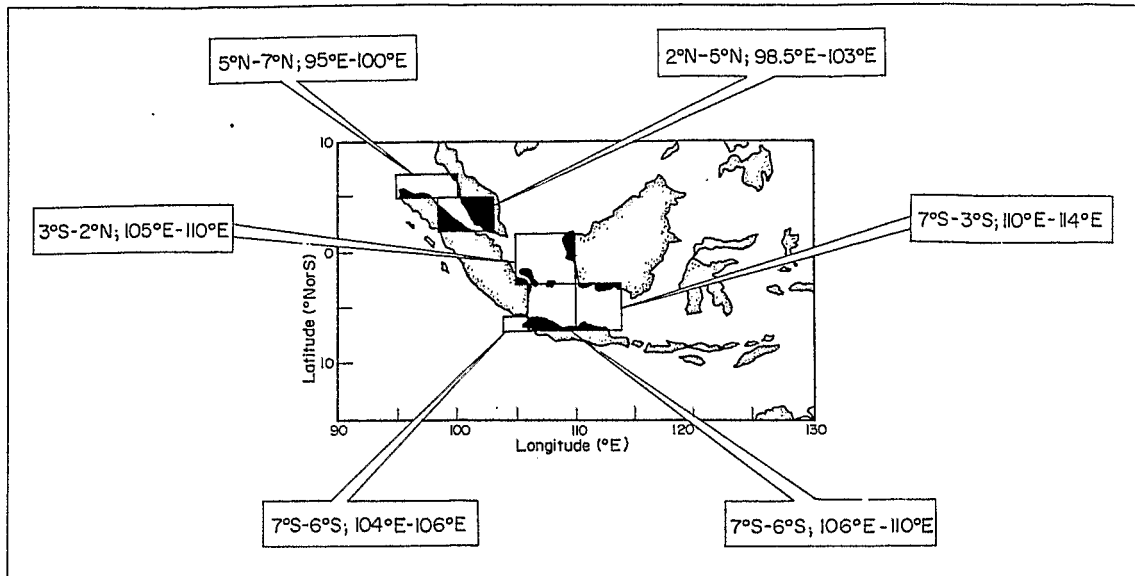 5°N-7°N; 95°E-100°E
2°N-5°N; 98.5°E-103°E
3°S-2°N; 105°E-110°E
7°S-3°S; 110°E-114°E
10
0
10
Latitude (°NorS)
90
100
110
120
130
Longitude (°E)
7°S-6°S; 104°E-106°E
7°S-6°S; 106°E-110°E